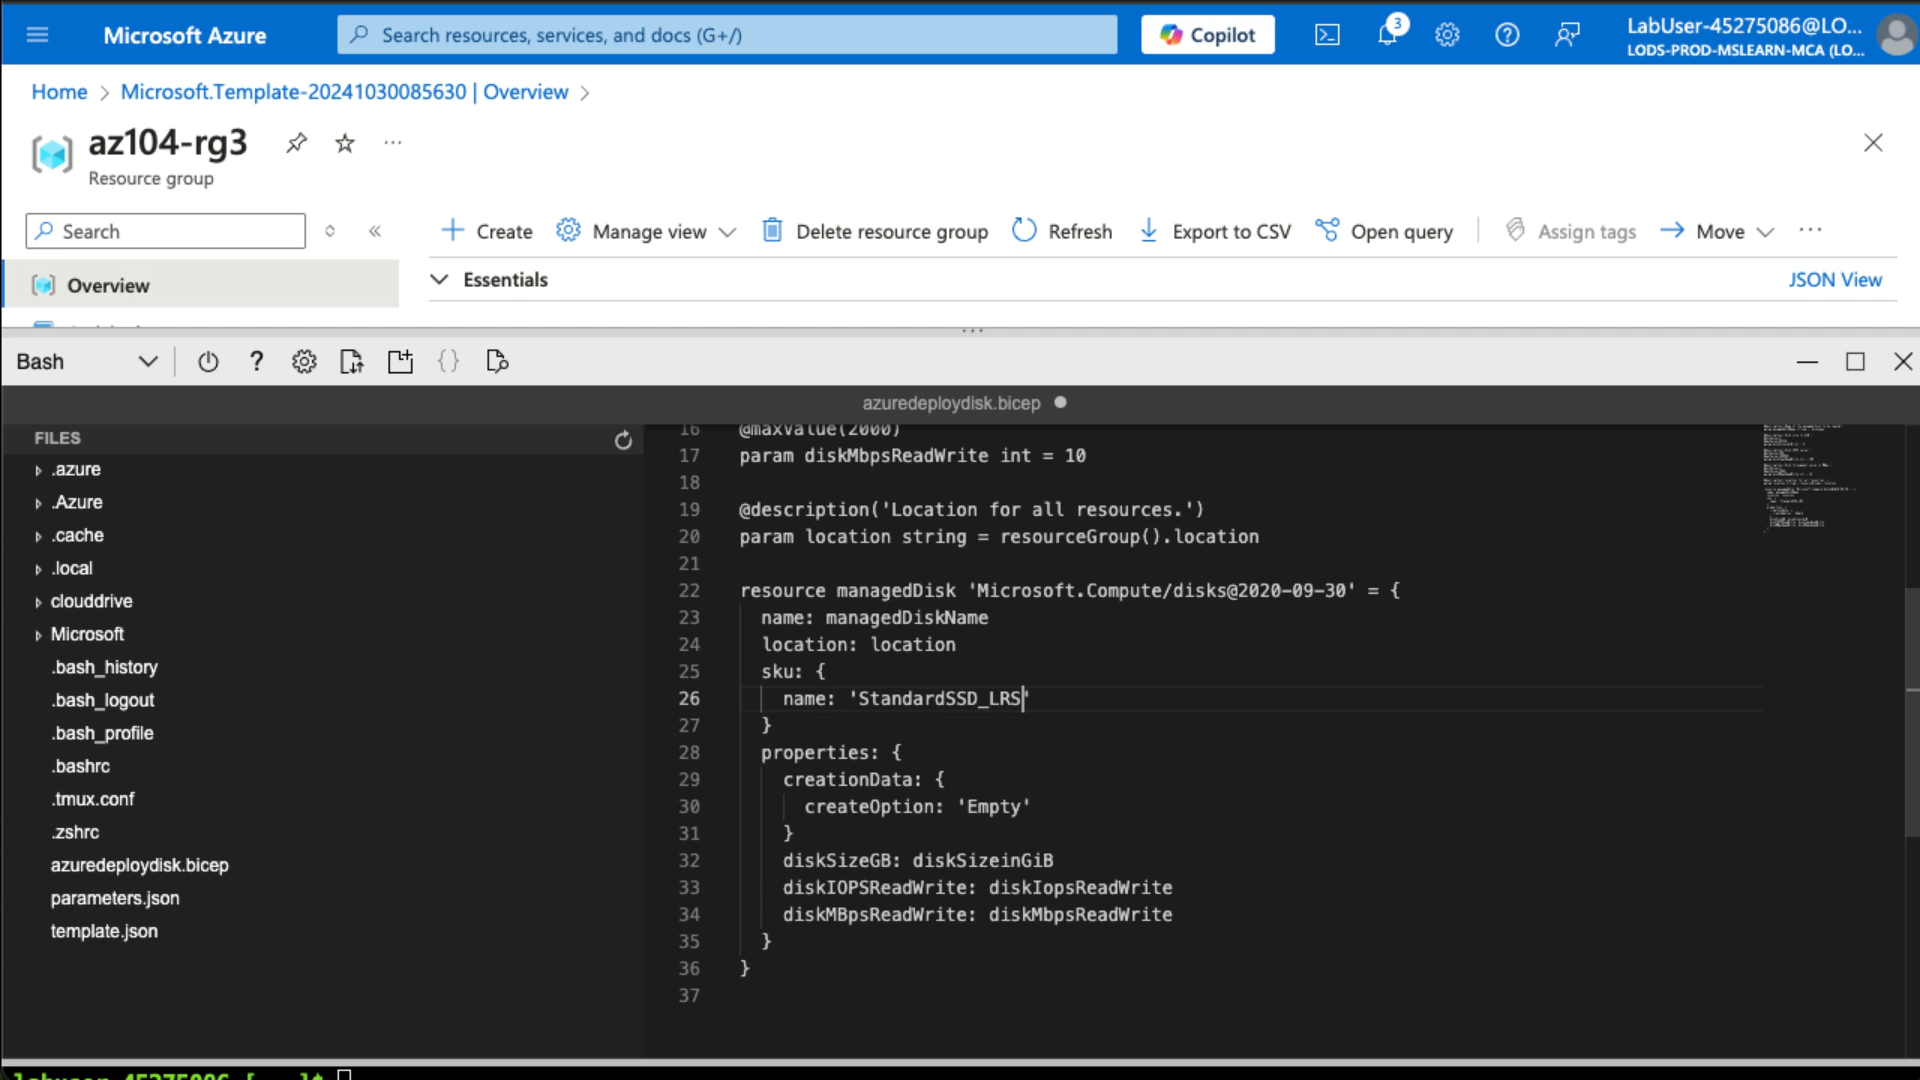 Microsoft Azure
Search resources, services, and docs (G+/)
Copilot
3
LabUser-45275086@LO...
LODS-PROD-MSLEARN-MCA (LO...
Home > Microsoft.Template-20241030085630 | Overview >
az104-rg3
Resource group
Search
Create
Manage view
Delete resource group
Refresh
Export to CSV
Open query
Assign tags
Move
Overview
Essentials
JSON View
Bash
azuredeploydisk.bicep
FILES
.azure
.Azure
.cache
.local
clouddrive
Microsoft
.bash_history
.bash_logout
.bash_profile
.bashrc
.tmux.conf
.zshrc
azuredeploydisk.bicep
parameters.json
template.json
16 @maxValue(2000)
17 param diskMbpsReadWrite int = 10
18
19 @description('Location for all resources.')
20 param location string = resourceGroup().location
21
22 resource managedDisk 'Microsoft.Compute/disks@2020-09-30' = {
23 name: managedDiskName
24 location: location
25 sku: {
26 name: 'StandardSSD_LRS'
27 }
28 properties: {
29 creationData: {
30 createOption: 'Empty'
31 }
32 diskSizeGB: diskSizeinGiB
33 diskIOPSReadWrite: diskIopsReadWrite
34 diskMBpsReadWrite: diskMbpsReadWrite
35 }
36 }
37